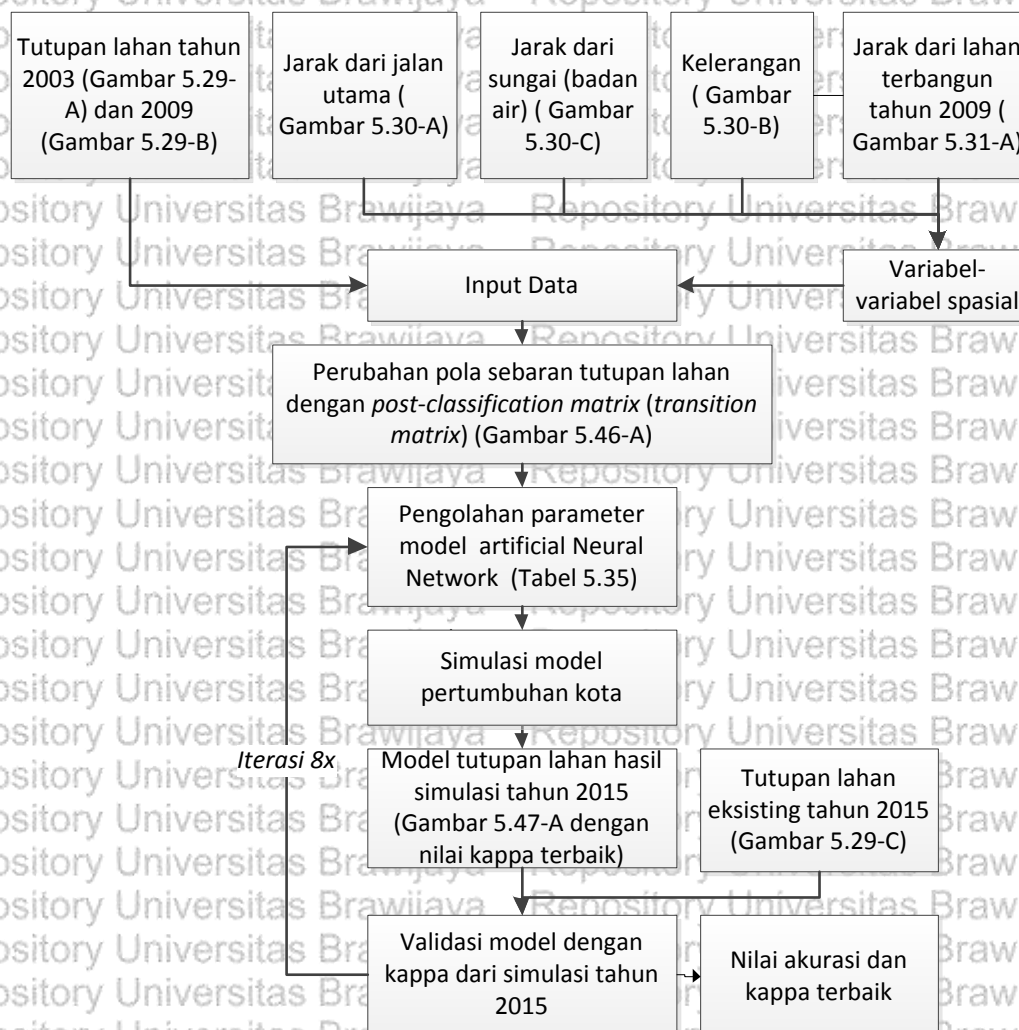 Tutupan lahan tahun
2003 (Gambar 5.29-
A) dan 2009
(Gambar 5.29-B)
Jarak dari jalan
utama (
Gambar 5.30-A)
Jarak dari
sungai (badan
air) ( Gambar
5.30-C)
Kelerangan
( Gambar
5.30-B)
Jarak dari lahan
terbangun
tahun 2009 (
Gambar 5.31-A)
Input Data
Variabel-
variabel spasial
Perubahan pola sebaran tutupan lahan
dengan post-classification matrix (transition
matrix) (Gambar 5.46-A)
Pengolahan parameter
model artificial Neural
Network (Tabel 5.35)
Simulasi model
pertumbuhan kota
Iterasi 8x
Model tutupan lahan hasil
simulasi tahun 2015
(Gambar 5.47-A dengan
nilai kappa terbaik)
Tutupan lahan
eksisting tahun 2015
(Gambar 5.29-C)
Validasi model dengan
kappa dari simulasi tahun
2015
Nilai akurasi dan
kappa terbaik